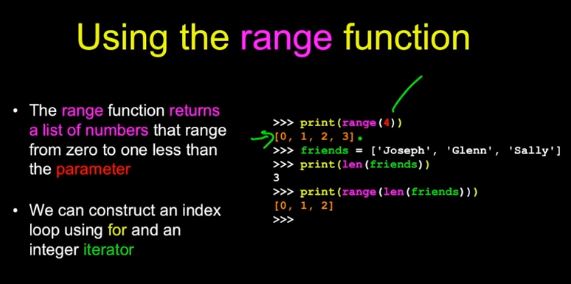 Using the range function
• The range function returns
a list of numbers that range
from zero to one less than
the parameter
• We can construct an index
loop using for and an
integer iterator
>>> print(range(4))
[0, 1, 2, 3]
>>> friends = ['Joseph', 'Glenn', 'Sally']
>>> print(len(friends))
3
>>> print(range(len(friends)))
[0, 1, 2]
>>>